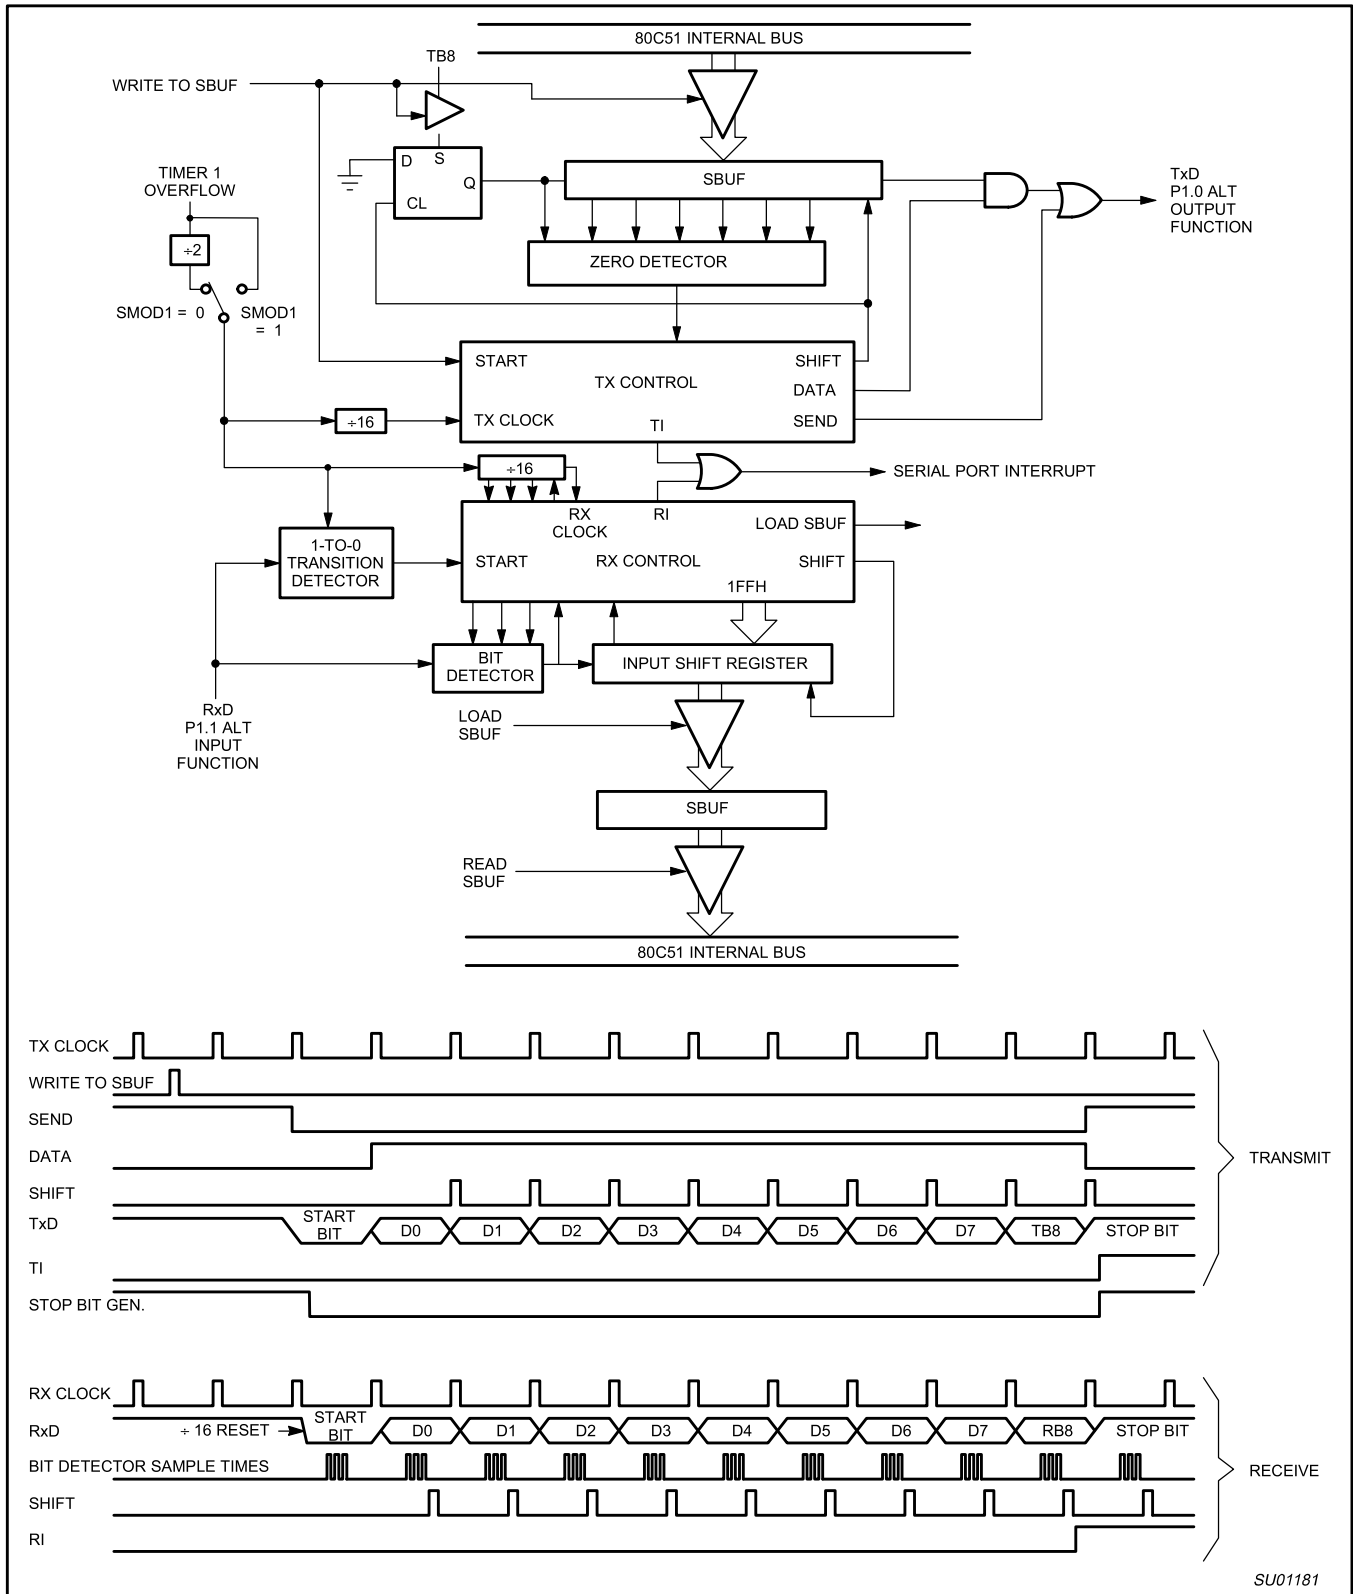 80C51 INTERNAL BUS
TB8
WRITE TO SBUF
D S
Q
CL
SBUF
TxD
P1.0 ALT
OUTPUT
FUNCTION
TIMER 1
OVERFLOW
÷2
SMOD1 = 0
SMOD1
= 1
ZERO DETECTOR
START
SHIFT
TX CONTROL
DATA
÷16
TX CLOCK
TI
SEND
÷16
SERIAL PORT INTERRUPT
RX
CLOCK
RI
LOAD SBUF
1-TO-0
TRANSITION
DETECTOR
START
RX CONTROL
SHIFT
1FFH
BIT
DETECTOR
INPUT SHIFT REGISTER
RxD
P1.1 ALT
INPUT
FUNCTION
LOAD
SBUF
SBUF
READ
SBUF
80C51 INTERNAL BUS
TX CLOCK
WRITE TO SBUF
SEND
DATA
TRANSMIT
SHIFT
TxD
START
BIT
D0 D1 D2 D3 D4 D5 D6 D7 TB8 STOP BIT
TI
STOP BIT GEN.
RX CLOCK
RxD
÷ 16 RESET
START
BIT
D0 D1 D2 D3 D4 D5 D6 D7 RB8 STOP BIT
BIT DETECTOR SAMPLE TIMES
RECEIVE
SHIFT
RI
SU01181